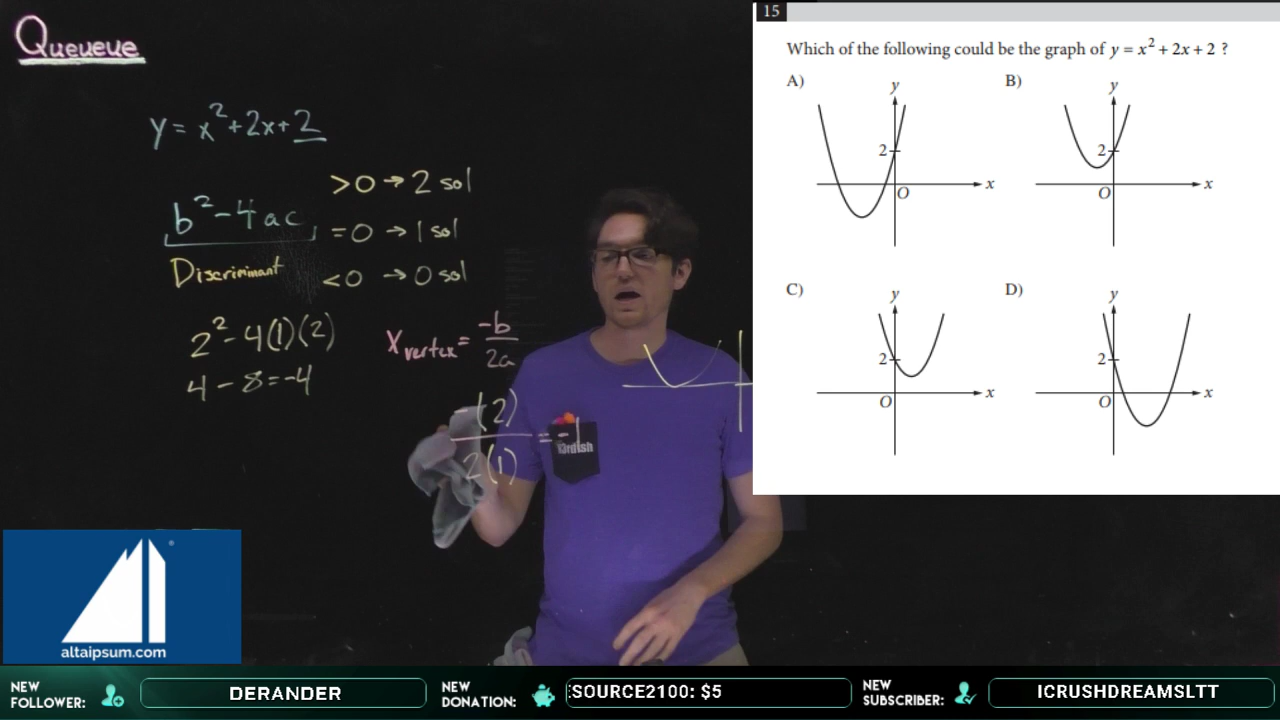 Queueue
y = x² + 2x + 2
b² - 4ac
Discriminant
> 0 → 2 sol
= 0 → 1 sol
< 0 → 0 sol
2² - 4(1)(2)
4 - 8 = -4
X vertex = -b / 2a
-(2) / 2(1) = -1
15
Which of the following could be the graph of y = x² + 2x + 2 ?
A)
y
2
O
x
B)
y
2
O
x
C)
y
2
O
x
D)
y
2
O
x
altaipsum.com
NEW FOLLOWER:
DERANDER
NEW DONATION:
SOURCE2100: $5
NEW SUBSCRIBER:
ICRUSHDREAMSLTT